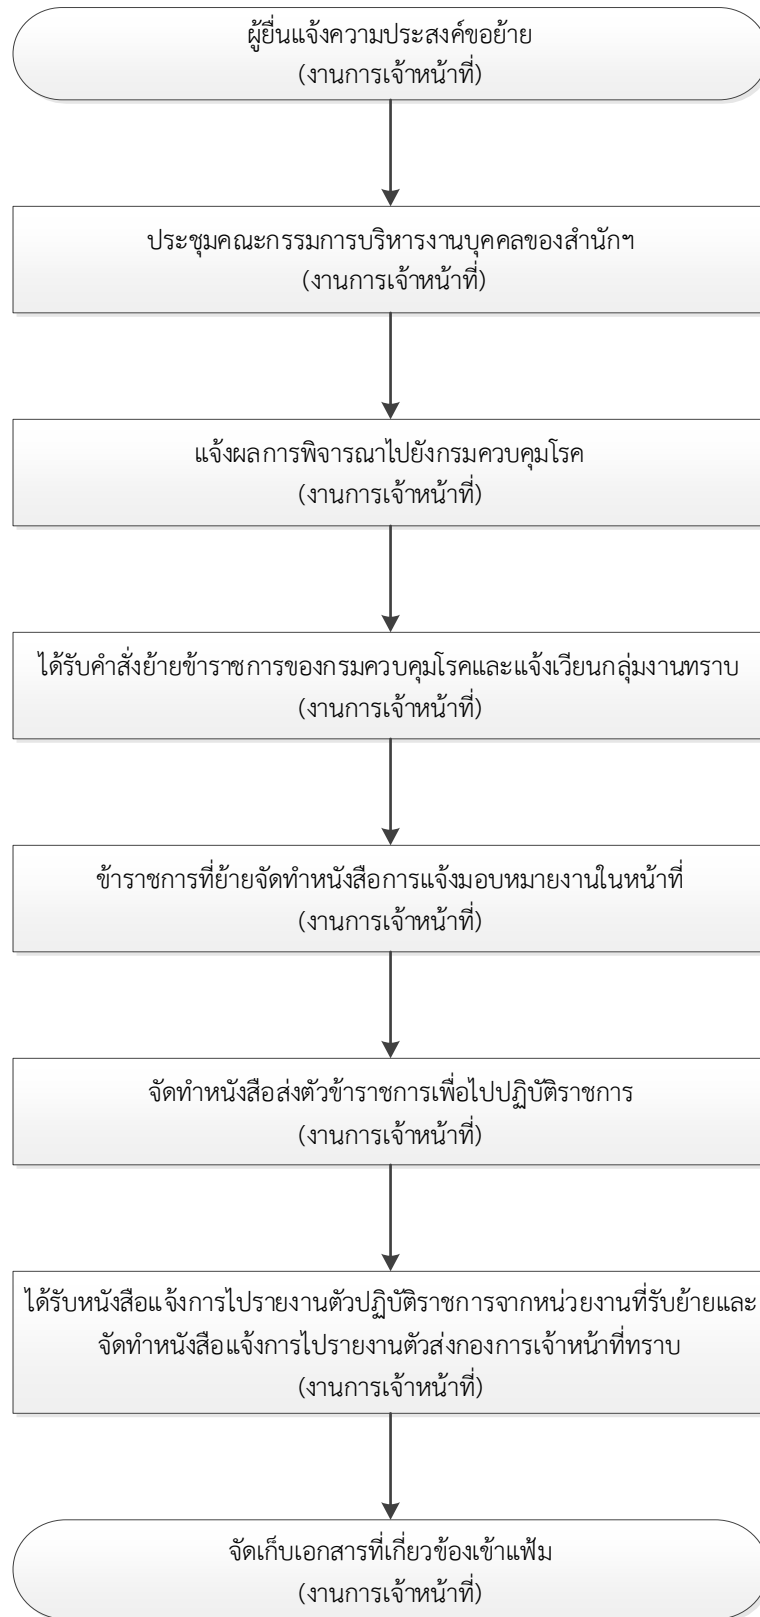 ผู้ยื่นแจ้งความประสงค์ขอย้าย
(งานการเจ้าหน้าที่)
ประชุมคณะกรรมการบริหารงานบุคคลของสำนักฯ
(งานการเจ้าหน้าที่)
แจ้งผลการพิจารณาไปยังกรมควบคุมโรค
(งานการเจ้าหน้าที่)
ได้รับคำสั่งย้ายข้าราชการของกรมควบคุมโรคและแจ้งเวียนกลุ่มงานทราบ
(งานการเจ้าหน้าที่)
ข้าราชการที่ย้ายจัดทำหนังสือการแจ้งมอบหมายงานในหน้าที่
(งานการเจ้าหน้าที่)
จัดทำหนังสือส่งตัวข้าราชการเพื่อไปปฏิบัติราชการ
(งานการเจ้าหน้าที่)
ได้รับหนังสือแจ้งการไปรายงานตัวปฏิบัติราชการจากหน่วยงานที่รับย้ายและ
จัดทำหนังสือแจ้งการไปรายงานตัวส่งกองการเจ้าหน้าที่ทราบ
(งานการเจ้าหน้าที่)
จัดเก็บเอกสารที่เกี่ยวข้องเข้าแฟ้ม
(งานการเจ้าหน้าที่)